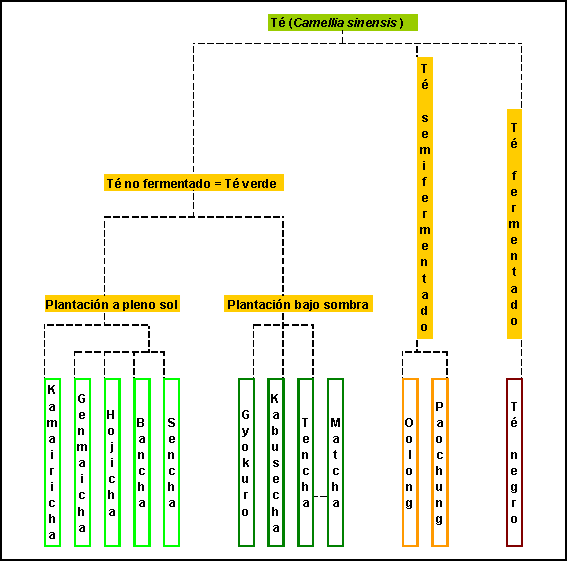 Té (Camellia sinensis)
Té semifermentado
Té fermentado
Té no fermentado = Té verde
Plantación a pleno sol
Plantación bajo sombra
Kamairicha
Genmaicha
Hojicha
Bancha
Sencha
Gyokuro
Kabusecha
Tencha
Matcha
Oolong
Paochung
Té negro